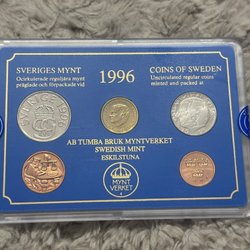 SVERIGES MYNT
Ocirkulerade reguljära mynt
präglade och förpackade vid
1996
COINS OF SWEDEN
Uncirculated regular coins
minted and packed at
AB TUMBA BRUK MYNTVERKET
SWEDISH MINT
ESKILSTUNA
MYNT
VERKET